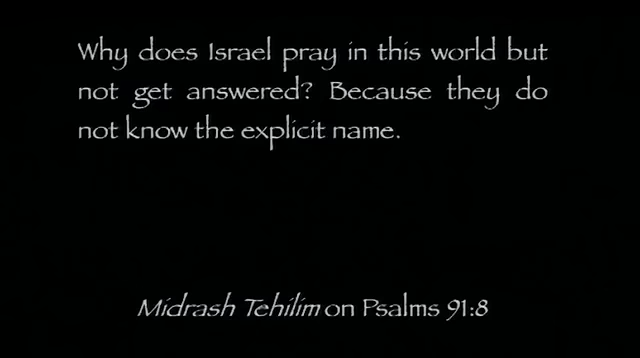 Why does Israel pray in this world but
not get answered? Because they do
not know the explicit name.
Midrash Tehilim on Psalms 91:8